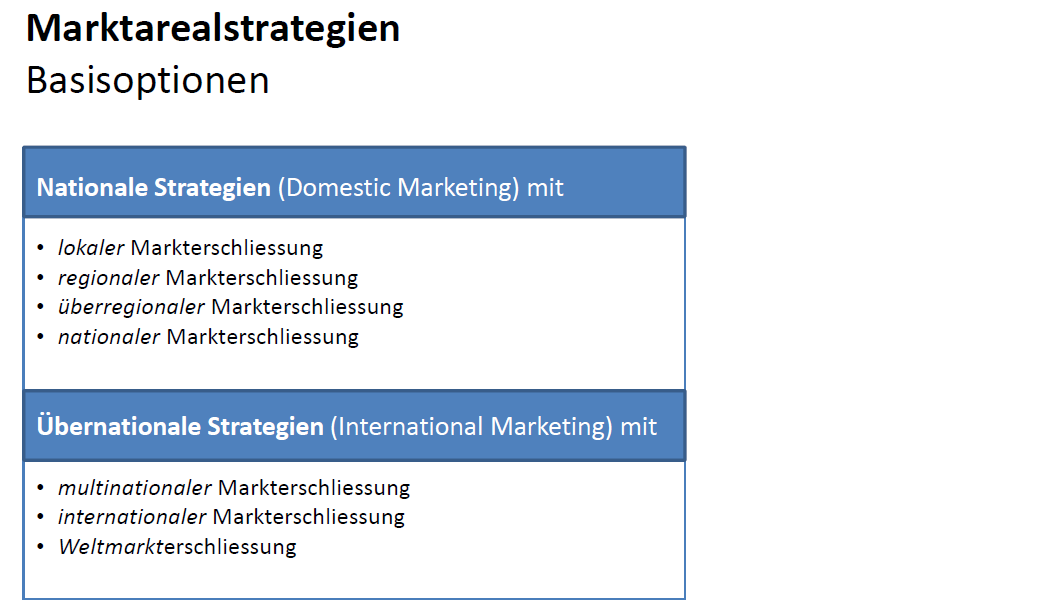 Marktarealstrategien
Basisoptionen
Nationale Strategien (Domestic Marketing) mit
• lokaler Markterschliessung
• regionaler Markterschliessung
• überregionaler Markterschliessung
• nationaler Markterschliessung
Übernationale Strategien (International Marketing) mit
• multinationaler Markterschliessung
• internationaler Markterschliessung
• Weltmarkterschliessung